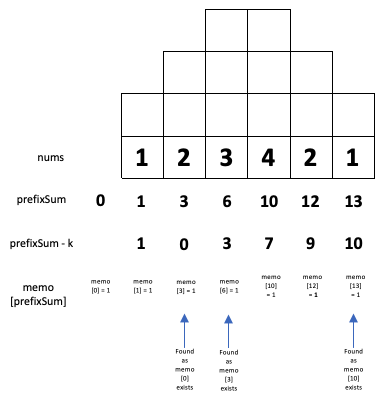 nums 1 2 3 4 2 1
prefixSum 0 1 3 6 10 12 13
prefixSum - k 1 0 3 7 9 10
memo
[prefixSum]
memo
[0] = 1
memo
[1] = 1
memo
[3] = 1
memo
[6] = 1
memo
[10]
= 1
memo
[12]
= 1
memo
[13]
= 1
Found
as
memo
[0]
exists
Found
as
memo
[3]
exists
Found
as
memo
[10]
exists